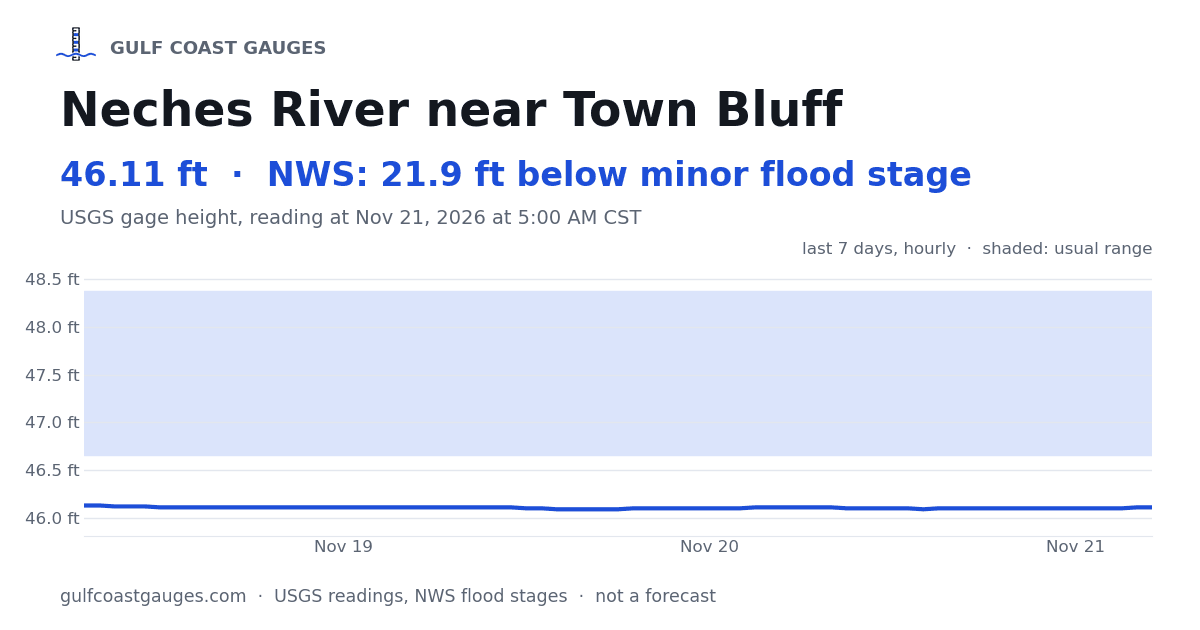 GULF COAST GAUGES
Neches River near Town Bluff
46.11 ft · NWS: 21.9 ft below minor flood stage
USGS gage height, reading at Nov 21, 2026 at 5:00 AM CST
last 7 days, hourly · shaded: usual range
48.5 ft
48.0 ft
47.5 ft
47.0 ft
46.5 ft
46.0 ft
Nov 19 Nov 20 Nov 21
gulfcoastgauges.com · USGS readings, NWS flood stages · not a forecast